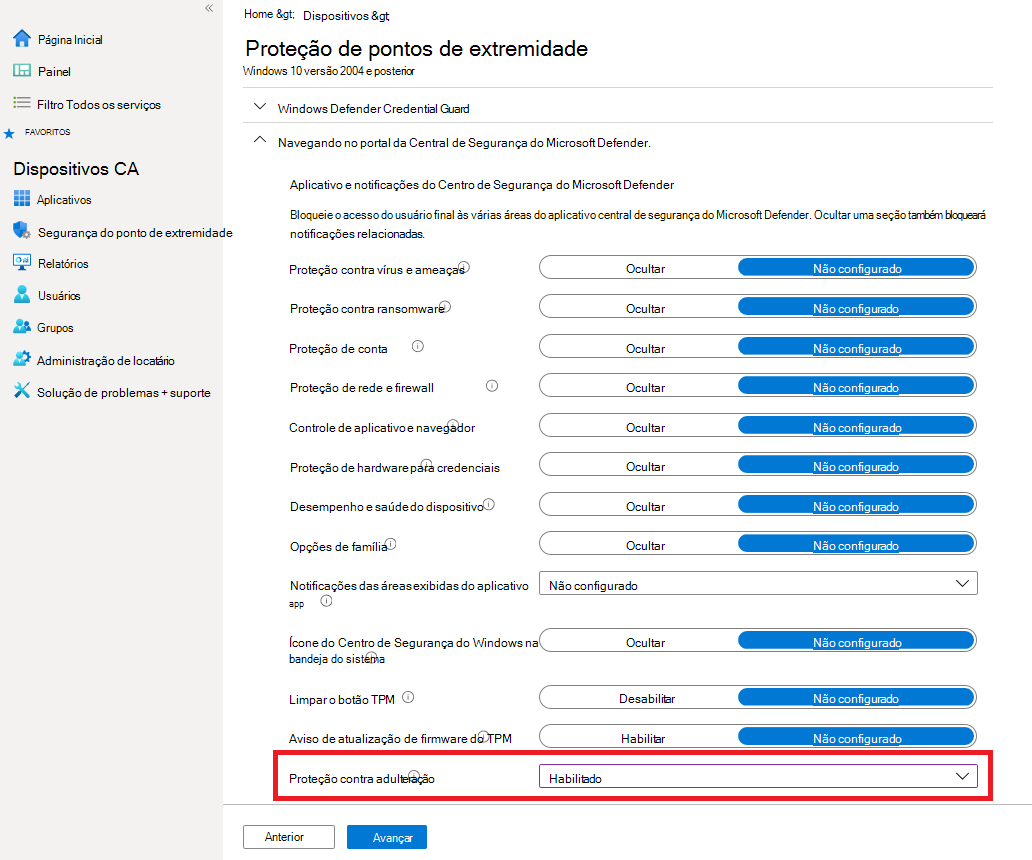 «
Página Inicial
Painel
Filtro Todos os serviços
FAVORITOS
Dispositivos CA
Aplicativos
Segurança do ponto de extremidade
Relatórios
Usuários
Grupos
Administração de locatário
Solução de problemas + suporte
Home &gt; Dispositivos &gt;
Proteção de pontos de extremidade
Windows 10 versão 2004 e posterior
Windows Defender Credential Guard
Navegando no portal da Central de Segurança do Microsoft Defender.
Aplicativo e notificações do Centro de Segurança do Microsoft Defender
Bloqueie o acesso do usuário final às várias áreas do aplicativo central de segurança do Microsoft Defender. Ocultar uma seção também bloqueará
notificações relacionadas.
Proteção contra vírus e ameaças Ocultar Não configurado
Proteção contra ransomware Ocultar Não configurado
Proteção de conta Ocultar Não configurado
Proteção de rede e firewall Ocultar Não configurado
Controle de aplicativo e navegador Ocultar Não configurado
Proteção de hardware para credenciais Ocultar Não configurado
Desempenho e saúde do dispositivo Ocultar Não configurado
Opções de família Ocultar Não configurado
Notificações das áreas exibidas do aplicativo Não configurado
app
Ícone do Centro de Segurança do Windows na Ocultar Não configurado
bandeja do sistema
Limpar o botão TPM Desabilitar Não configurado
Aviso de atualização de firmware do TPM Habilitar Não configurado
Proteção contra adulteração Habilitado
Anterior Avançar